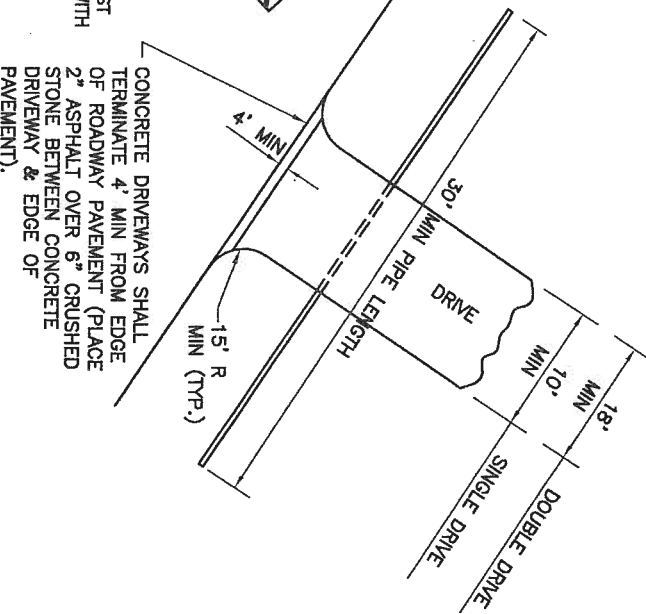 ST
WITH
CONCRETE DRIVEWAYS SHALL
TERMINATE 4' MIN FROM EDGE
OF ROADWAY PAVEMENT (PLACE
2" ASPHALT OVER 6" CRUSHED
STONE BETWEEN CONCRETE
DRIVEWAY & EDGE OF
PAVEMENT).
4' MIN
15' R
MIN (TYP.)
30' MIN PIPE LENGTH
DRIVE
10'
MIN
18'
MIN
SINGLE DRIVE
DOUBLE DRIVE